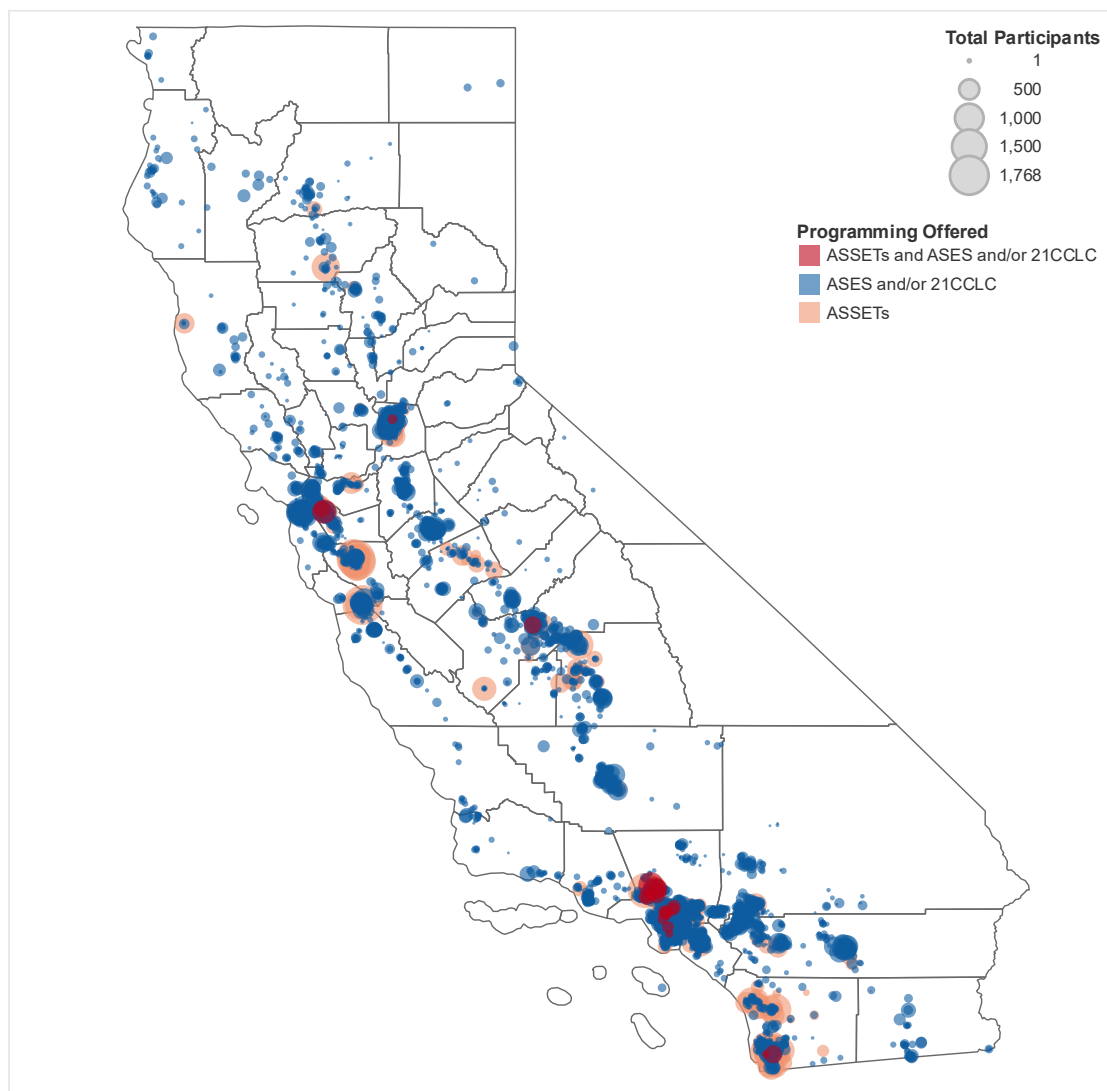 Total Participants
1
500
1,000
1,500
1,768
Programming Offered
ASSETs and ASES and/or 21CCLC
ASES and/or 21CCLC
ASSETs